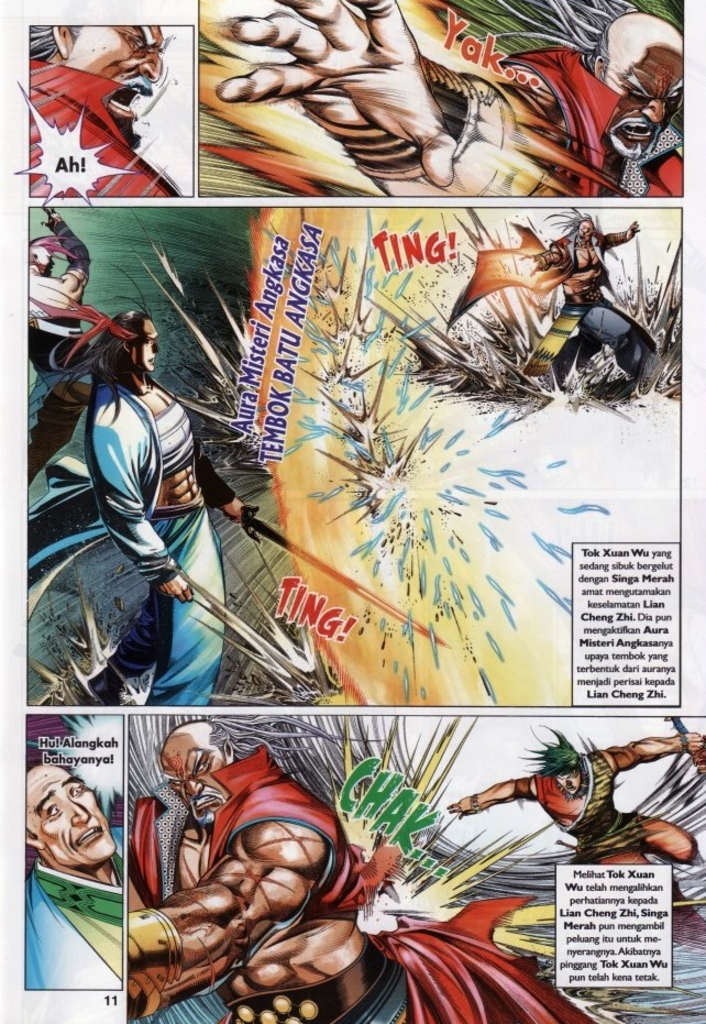 Ah!
Yak...
Aura Misteri Angkasa
TEMBOK BATU ANGKASA
TING!
TING!
Tok Xuan Wu yang
sedang sibuk bergelut
dengan Singa Merah
amat mengutamakan
keselamatan Lian
Cheng Zhi. Dia pun
mengaktifkan Aura
Misteri Angkasanya
upaya tembok yang
terbentuk dari auranya
menjadi perisai kepada
Lian Cheng Zhi.
Hu! Alangkah
bahayanya!
CHAK...
Melihat Tok Xuan
Wu telah mengalihkan
perhatiannya kepada
Lian Cheng Zhi, Singa
Merah pun mengambil
peluang itu untuk me-
nyerangnya. Akibatnya
pinggang Tok Xuan Wu
pun telah kena tetak.
11